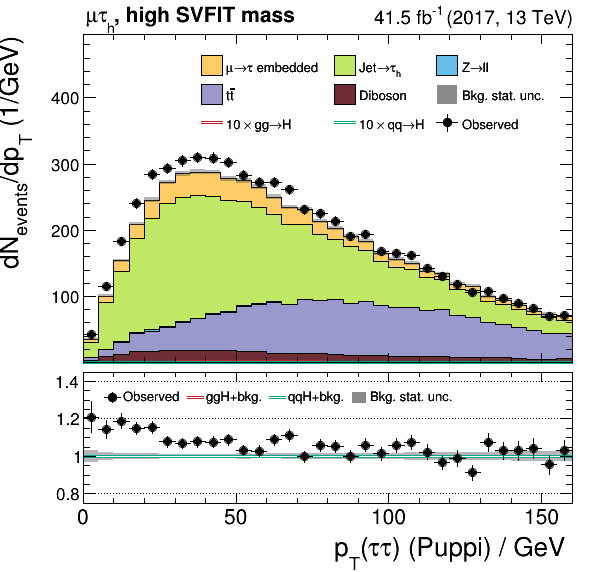 μτh, high SVFIT mass 41.5 fb-1 (2017, 13 TeV)
dNevents/dpT (1/GeV)
μ→τ embedded Jet→τh Z→ll
tt̄ Diboson Bkg. stat. unc.
10 × gg→H 10 × qq→H Observed
400
300
200
100
1.4
Observed ggH+bkg. qqH+bkg. Bkg. stat. unc.
1.2
1
0.8
0 50 100 150
pT(ττ) (Puppi) / GeV